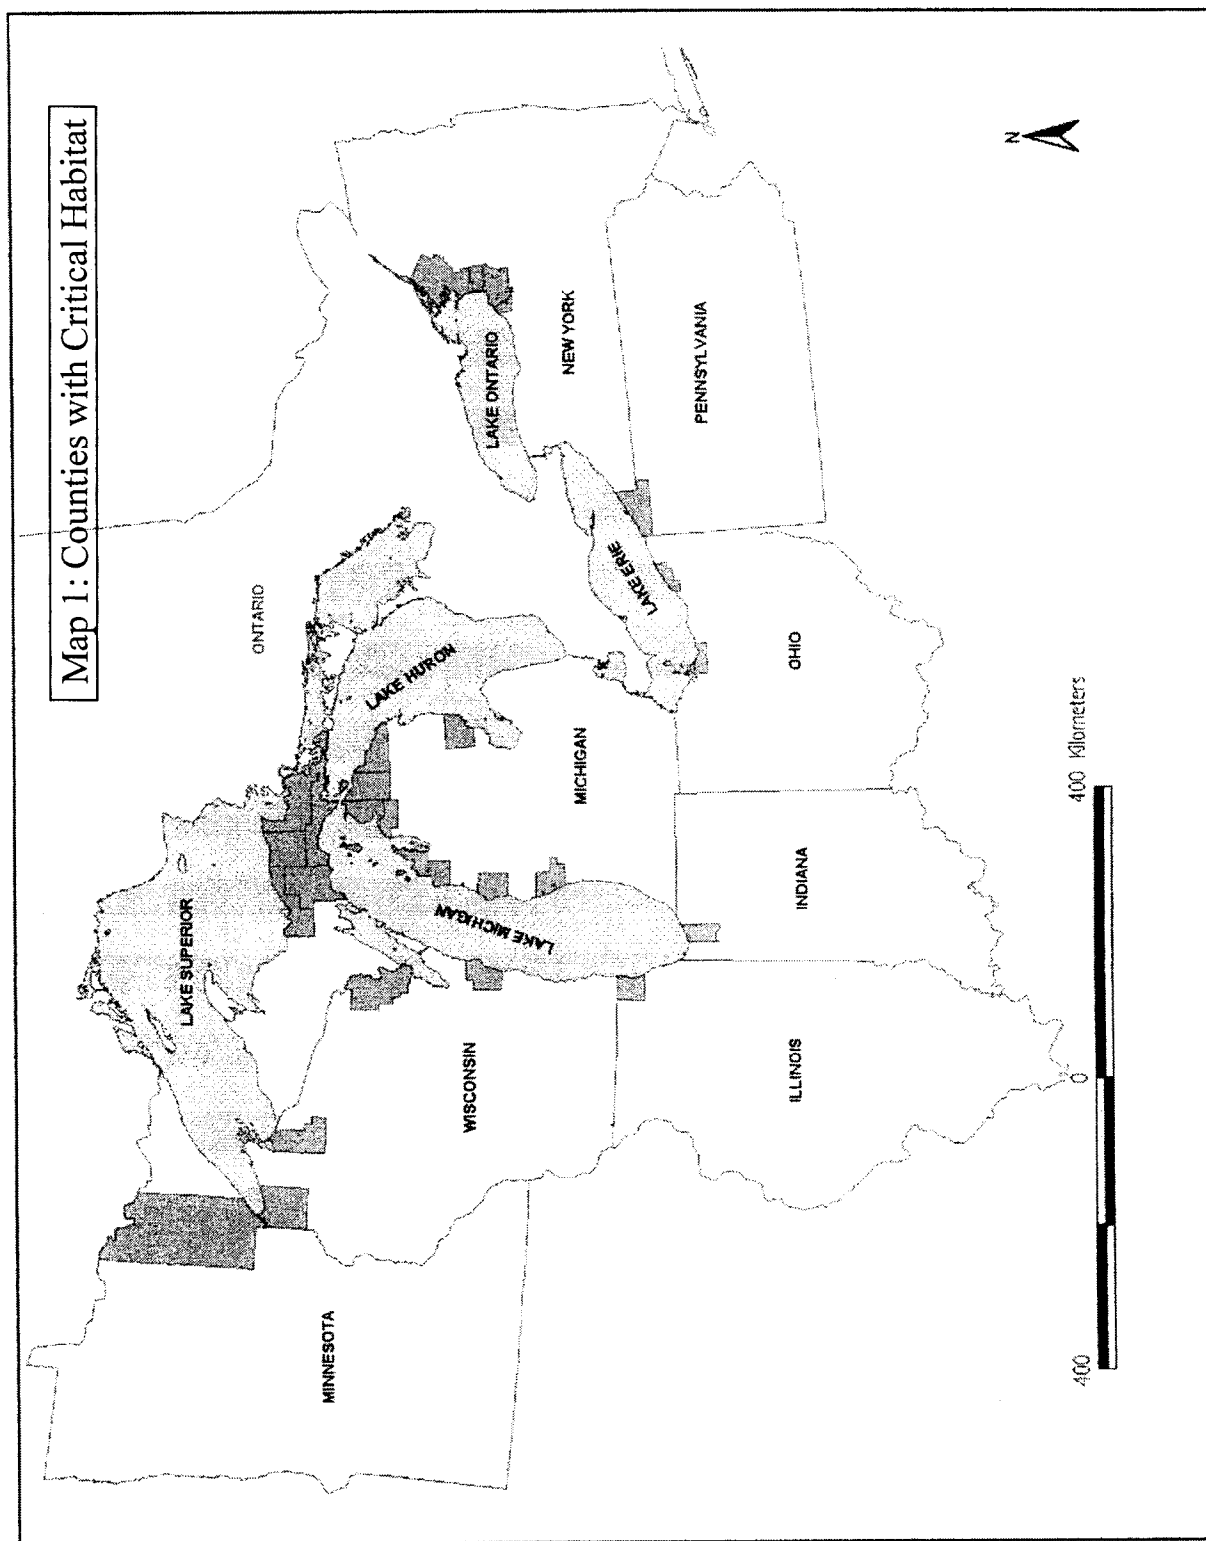 Map 1: Counties with Critical Habitat
ONTARIO
LAKE SUPERIOR
MINNESOTA
WISCONSIN
LAKE MICHIGAN
LAKE HURON
MICHIGAN
LAKE ONTARIO
LAKE ERIE
NEW YORK
PENNSYLVANIA
ILLINOIS
INDIANA
OHIO
N
400 0 400 Kilometers